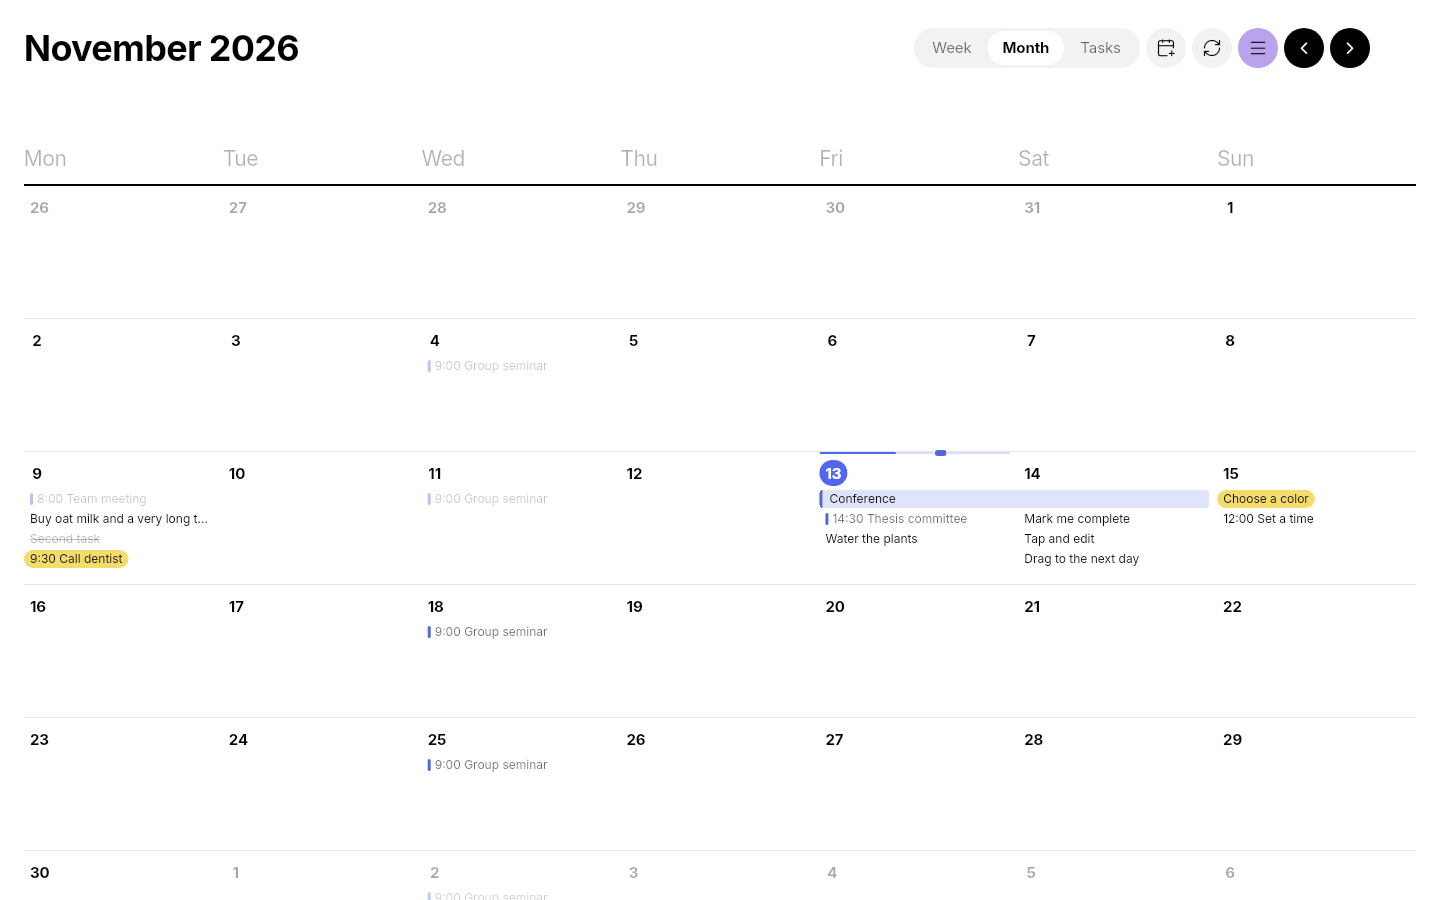 November 2026
Week Month Tasks
Mon Tue Wed Thu Fri Sat Sun
26 27 28 29 30 31 1
2 3 4 5 6 7 8
9:00 Group seminar
9 10 11 12 13 14 15
8:00 Team meeting 9:00 Group seminar Conference Choose a color
Buy oat milk and a very long t... 14:30 Thesis committee Mark me complete 12:00 Set a time
Second task Water the plants Tap and edit
9:30 Call dentist Drag to the next day
16 17 18 19 20 21 22
9:00 Group seminar
23 24 25 26 27 28 29
9:00 Group seminar
30 1 2 3 4 5 6
9:00 Group seminar